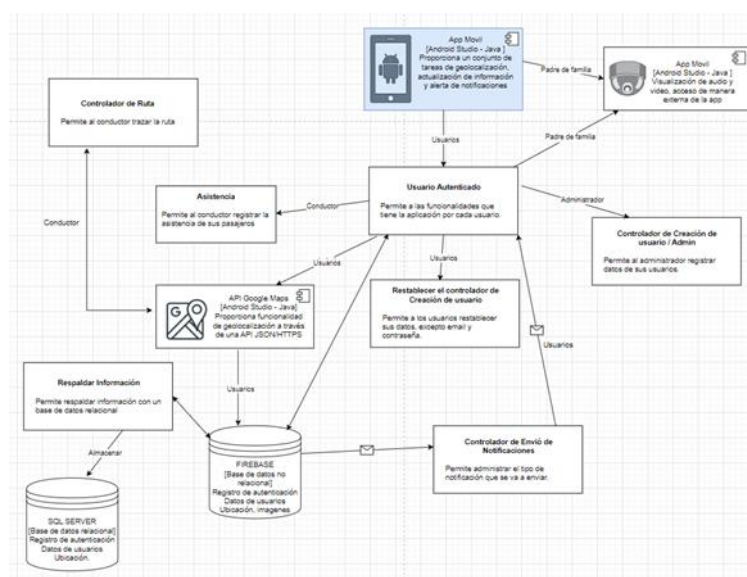 App Movil
[Android Studio - Java ]
Proporciona un conjunto de
tareas de geolocalización,
actualización de información
y alerta de notificaciones
Padre de familia
App Movil
[Android Studio - Java ]
Visualización de audio y
video, acceso de manera
externa de la app
Controlador de Ruta
Permite al conductor trazar la ruta
Usuarios
Padre de familia
Usuario Autenticado
Permite a las funcionalidades que
tiene la aplicación por cada usuario.
Asistencia
Permite al conductor registrar la
asistencia de sus pasajeros
Conductor
Administrador
Conductor
Controlador de Creación de
usuario / Admin
Permite al administrador registrar
datos de sus usuarios.
Usuarios
Usuarios
API Google Maps
[Android Studio - Java]
Proporciona funcionalidad
de geolocalización a través
de una API JSON/HTTPS
G
Restablecer el controlador de
Creación de usuario
Permite a los usuarios restablecer
sus datos, excepto email y
contraseña.
Usuarios
Respaldar Información
Permite respaldar información con un
base de datos relacional
Usuarios
Almacenar
Controlador de Envió de
Notificaciones
Permite administrar el tipo de
notificación que se va a enviar.
FIREBASE
[Base de datos no
relacional]
Registro de autenticación
Datos de usuarios
Ubicación, imagenes
SQL SERVER
[Base de datos relacional]
Registro de autenticación
Datos de usuarios
Ubicación.